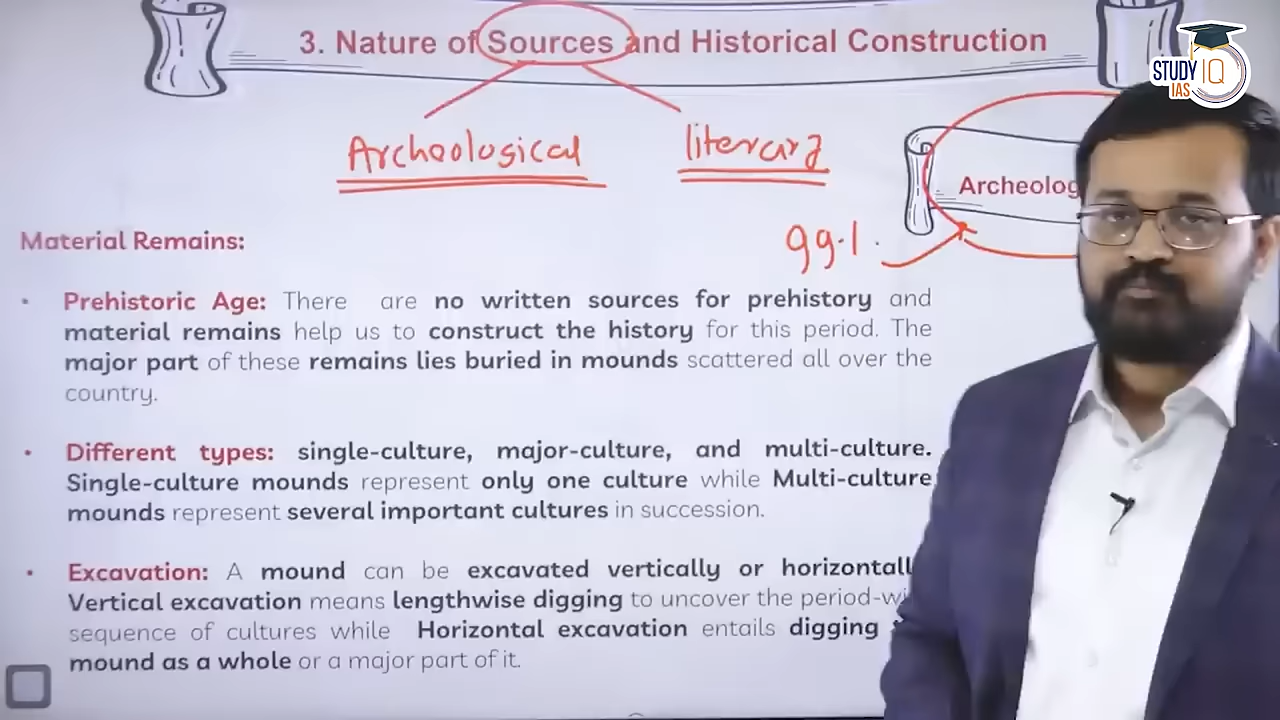 3. Nature of Sources and Historical Construction
STUDY IQ
IAS
Archeological
literary
Archeolog
99.1.
Material Remains:
• Prehistoric Age: There are no written sources for prehistory and
material remains help us to construct the history for this period. The
major part of these remains lies buried in mounds scattered all over the
country.
• Different types: single-culture, major-culture, and multi-culture.
Single-culture mounds represent only one culture while Multi-culture
mounds represent several important cultures in succession.
• Excavation: A mound can be excavated vertically or horizontall
Vertical excavation means lengthwise digging to uncover the period-wi
sequence of cultures while Horizontal excavation entails digging
mound as a whole or a major part of it.